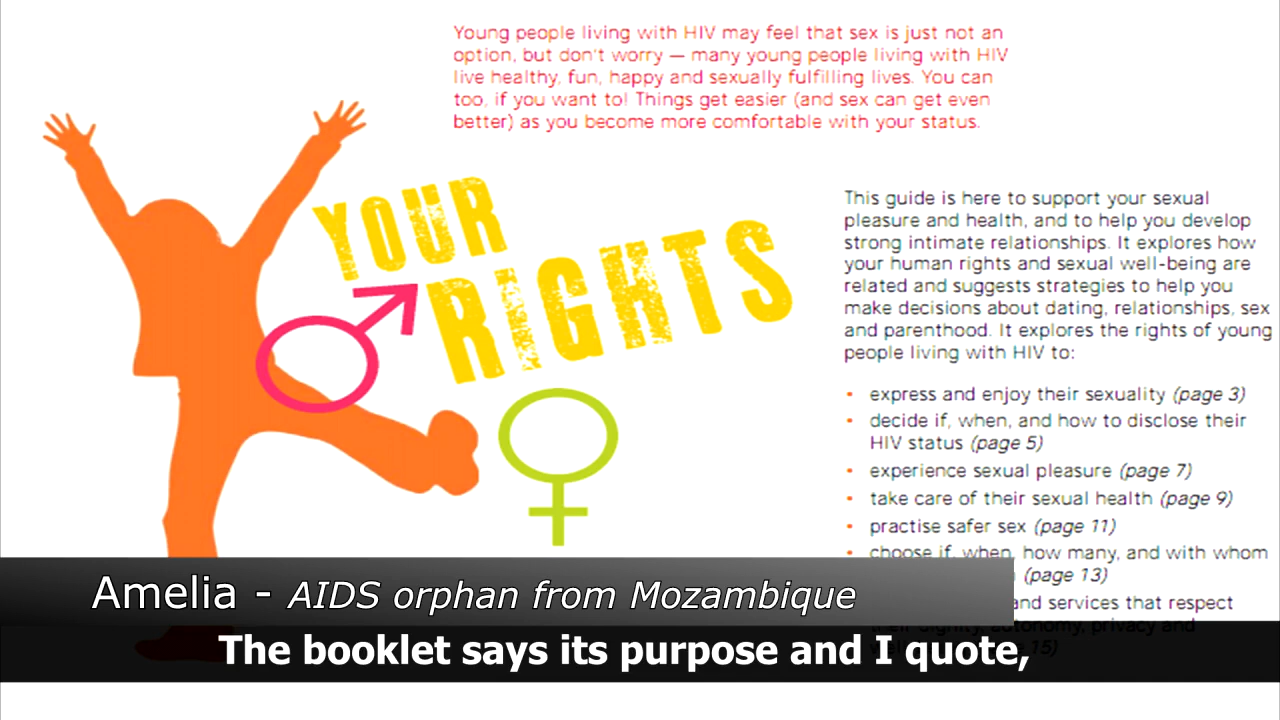 Young people living with HIV may feel that sex is just not an
option, but don't worry — many young people living with HIV
live healthy, fun, happy and sexually fulfilling lives. You can
too, if you want to! Things get easier (and sex can get even
better) as you become more comfortable with your status.
YOUR
RIGHTS
This guide is here to support your sexual
pleasure and health, and to help you develop
strong intimate relationships. It explores how
your human rights and sexual well-being are
related and suggests strategies to help you
make decisions about dating, relationships, sex
and parenthood. It explores the rights of young
people living with HIV to:
• express and enjoy their sexuality (page 3)
• decide if, when, and how to disclose their
HIV status (page 5)
• experience sexual pleasure (page 7)
• take care of their sexual health (page 9)
• practise safer sex (page 11)
• choose if, when, how many, and with whom
(page 13)
and services that respect
their dignity, autonomy, privacy and
15)
Amelia - AIDS orphan from Mozambique
The booklet says its purpose and I quote,